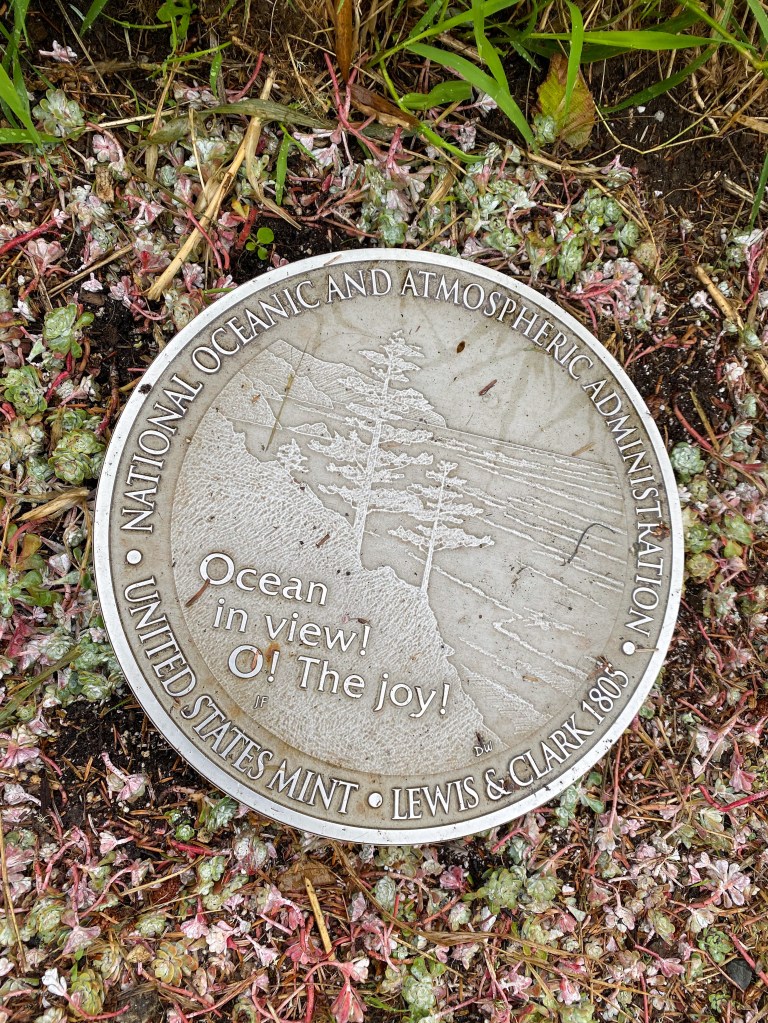 NATIONAL OCEANIC AND ATMOSPHERIC ADMINISTRATION
Ocean
in view!
O! The joy!
JF
DW
UNITED STATES MINT • LEWIS & CLARK 1805